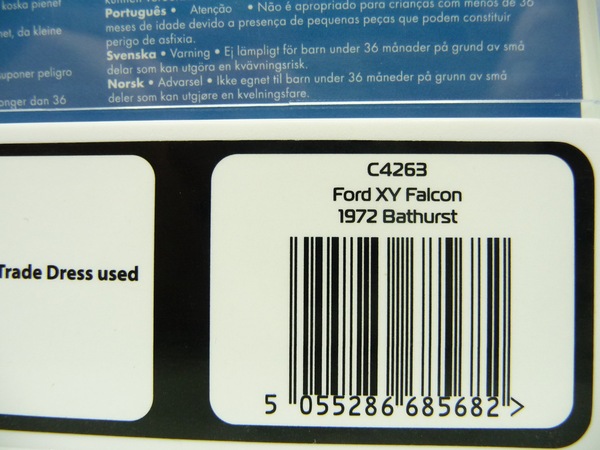 koska pienet
net, da kleine
suponer peligro
anger dan 36
Português • Atenção • Não é apropriado para crianças com menos de 36
meses de idade devido a presença de pequenas peças que podem constituir
perigo de asfixia.
Svenska • Varning • Ej lämpligt för barn under 36 månader på grund av små
delar som kan utgöra en kvävningsrisk.
Norsk • Advarsel • Ikke egnet til barn under 36 måneder på grunn av små
deler som kan utgjøre en kvelningsfare.
Trade Dress used
C4263
Ford XY Falcon
1972 Bathurst
5 055286 685682 >